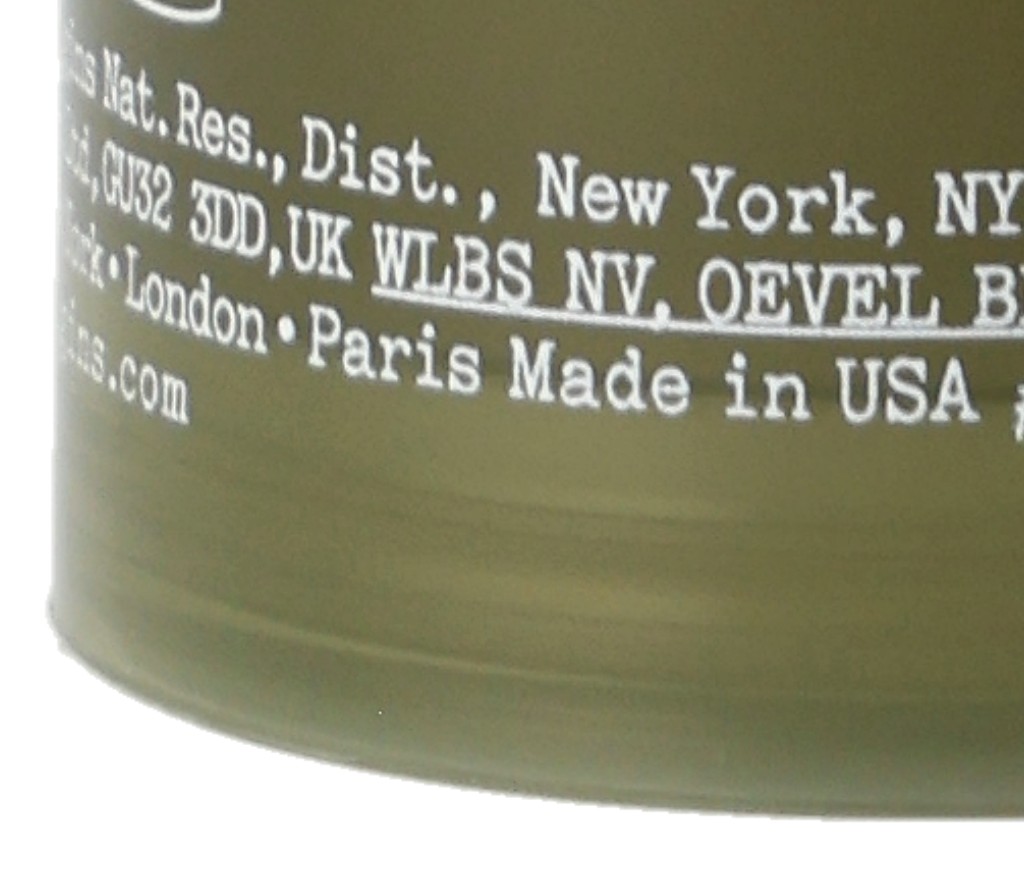 Nat. Res., Dist., New York, NY
GU32 3DD, UK WLBS NV. OEVEL
London • Paris Made in USA
.com